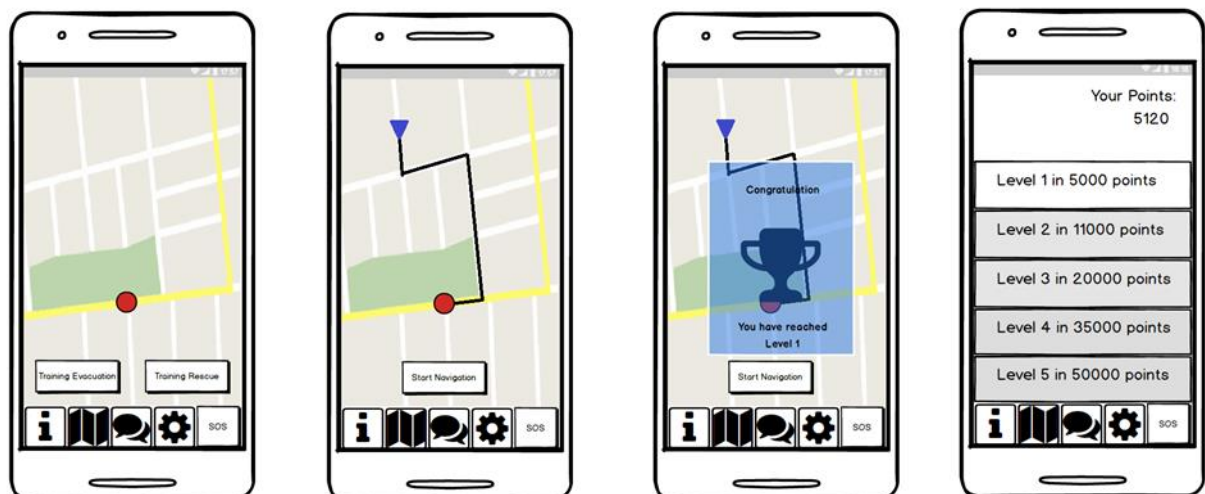 Training Evacuation
Training Rescue
SOS
Start Navigation
SOS
Congratulation
You have reached
Level 1
Start Navigation
SOS
Your Points:
5120
Level 1 in 5000 points
Level 2 in 11000 points
Level 3 in 20000 points
Level 4 in 35000 points
Level 5 in 50000 points
SOS